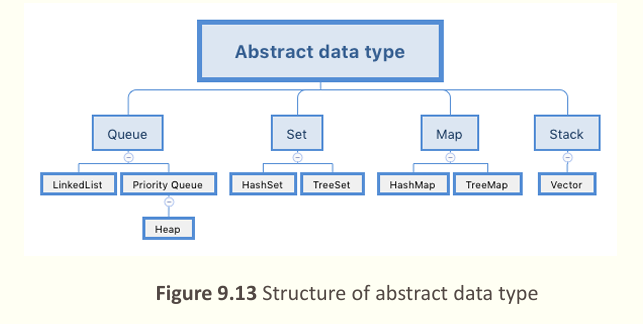 Abstract data type
Queue
Set
Map
Stack
LinkedList
Priority Queue
HashSet
TreeSet
HashMap
TreeMap
Vector
Heap
Figure 9.13 Structure of abstract data type